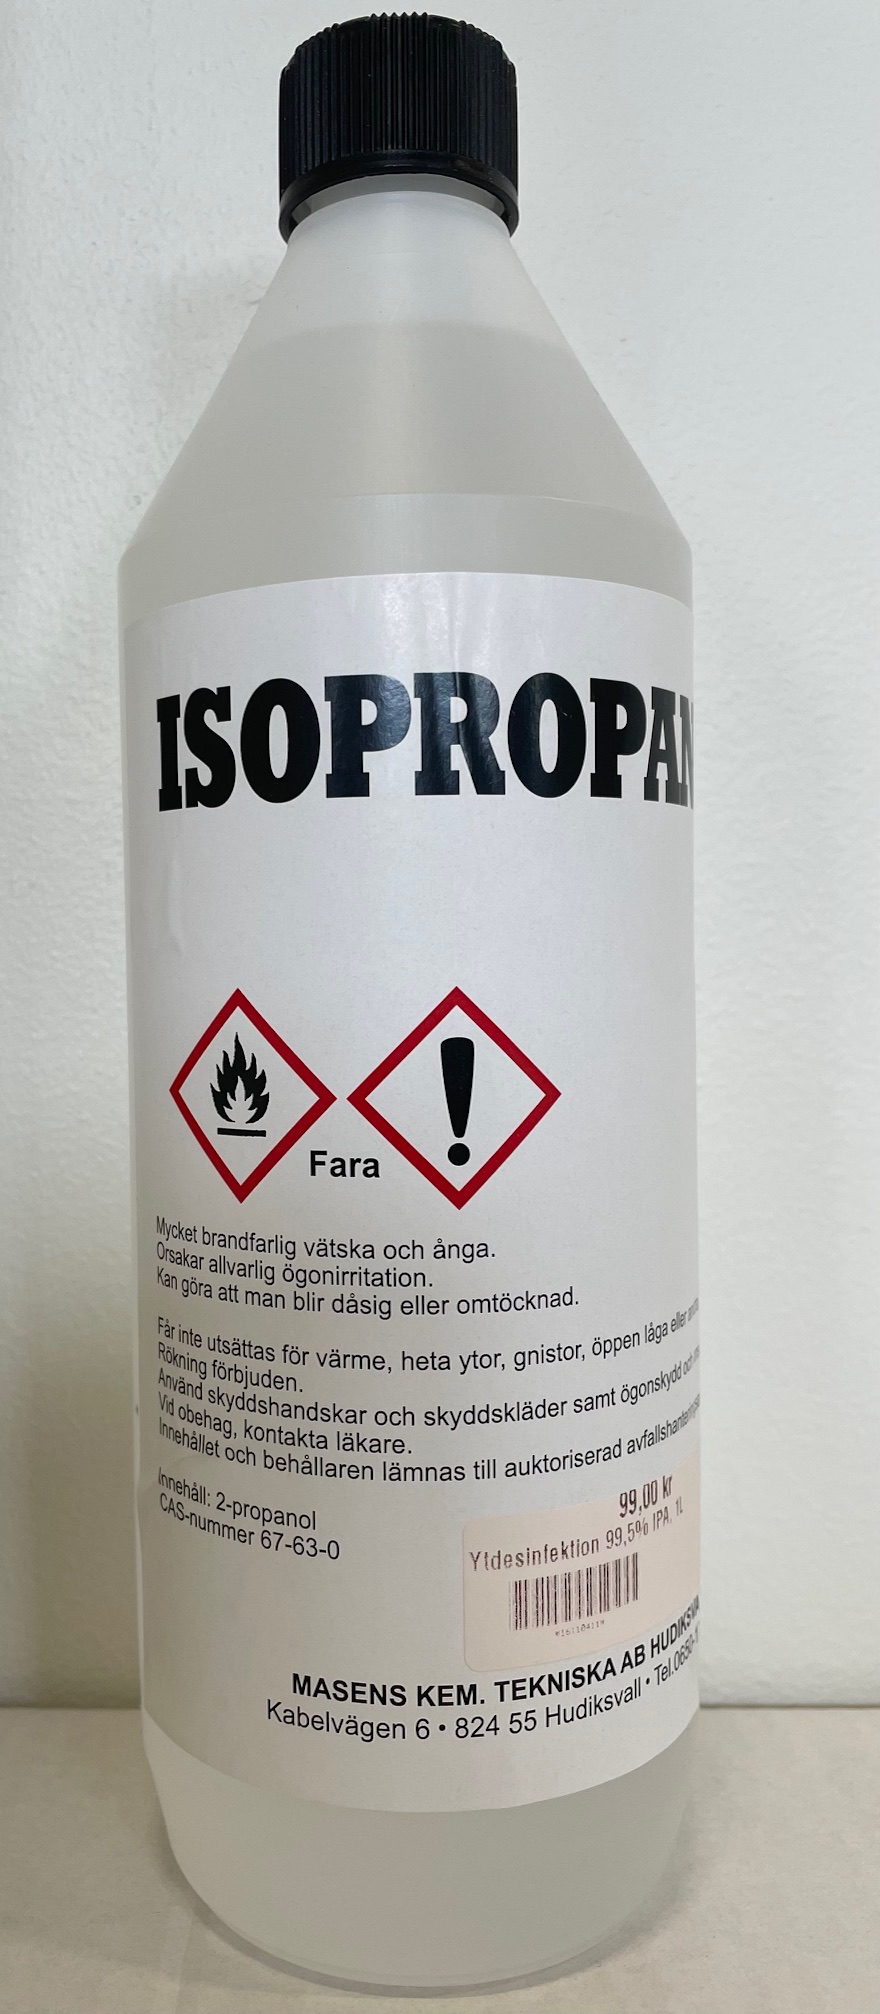 ISOPROPAN
Fara
Mycket brandfarlig vätska och ånga.
Orsakar allvarlig ögonirritation.
Kan göra att man blir dåsig eller omtöcknad.
Får inte utsättas för värme, heta ytor, gnistor, öppen låga eller
Rökning förbjuden.
Använd skyddshandskar och skyddskläder samt ögonskydd och
Vid obehag, kontakta läkare.
Innehållet och behållaren lämnas till auktoriserad
Innehåll: 2-propanol
CAS-nummer 67-63-0
99,00 kr
Ytdesinfektion 99,5% IPA, 1L
MASENS KEM. TEKNISKA AB
Kabelvägen 6 • 824 55 Hudiksvall • Tel.